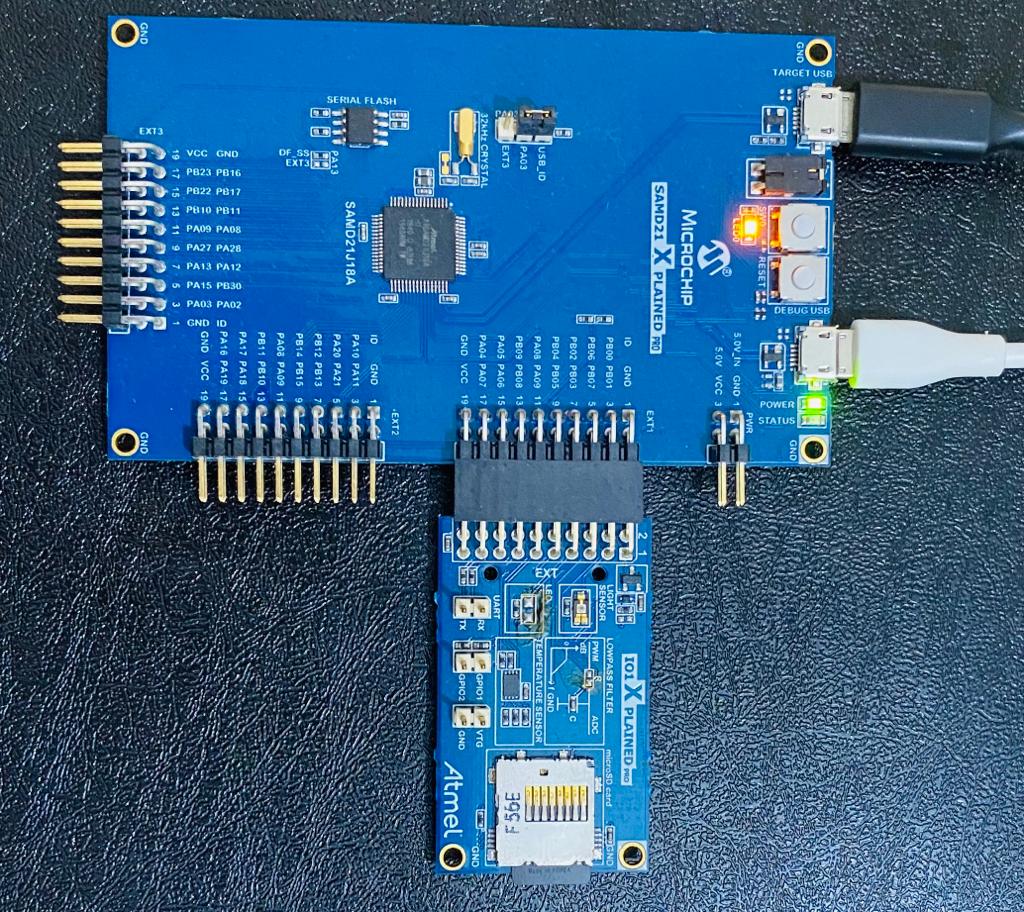 GND
TARGET USB
SW0
RESET
DEBUG USB
POWER
STATUS
GND
LED0
PWR
5.0V_IN GND 1
5.0V VCC 3
MICROCHIP
SAMD21 XPLAINED PRO
EXT1
ID GND 1
PB00 PB01 3
PB06 PB07 5
PB02 PB03 7
PB04 PB05 9
PA08 PA09 11
PB09 PB08 13
PA05 PA06 15
PA04 PA07 17
GND VCC 19
2 1
EXT
IO1 XPLAINED PRO
GND
LIGHT
SENSOR
LOWPASS FILTER
PWM R ADC
dB
C
f GND
microSD card
LED
TEMPERATURE SENSOR
F56E
UART
RX
TX
GPIO1
GPIO2
VTG
GND
GND
Atmel
USB_ID
PA03
EXT3
32kHz CRYSTAL
Atmel
SAMD21J18A
SERIAL FLASH
PA13
DF_SS
EXT3
EXT2
ID GND 1
PA10 PA11 3
PA20 PA21 5
PB12 PB13 7
PB14 PB15 9
PA08 PA09 11
PB11 PB10 13
PA17 PA18 15
PA16 PA19 17
GND VCC 19
EXT3
19 VCC GND
17 PB23 PB16
15 PB22 PB17
13 PB10 PB11
11 PA09 PA08
9 PA27 PA28
7 PA13 PA12
5 PA15 PB30
3 PA03 PA02
1 GND ID
GND
GND